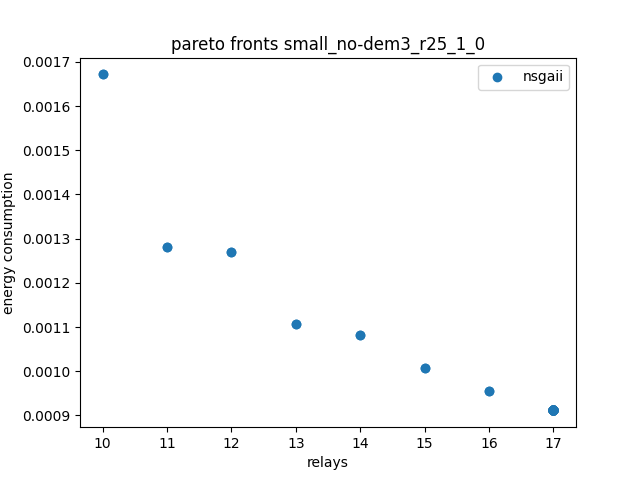 pareto fronts small_no-dem3_r25_1_0
nsgaii
0.0017
0.0016
0.0015
0.0014
0.0013
0.0012
0.0011
0.0010
0.0009
energy consumption
10 11 12 13 14 15 16 17
relays